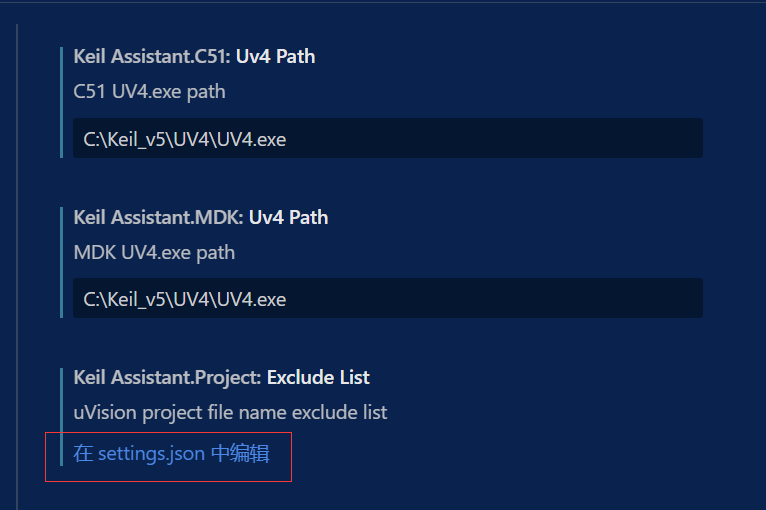 Keil Assistant.C51: Uv4 Path
C51 UV4.exe path
C:\Keil_v5\UV4\UV4.exe
Keil Assistant.MDK: Uv4 Path
MDK UV4.exe path
C:\Keil_v5\UV4\UV4.exe
Keil Assistant.Project: Exclude List
uVision project file name exclude list
在 settings.json 中编辑